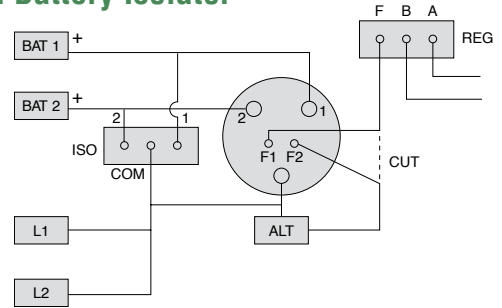 Battery Isolator
F B A
REG
BAT 1 +
BAT 2 +
2 1
2 1
ISO
COM
F1 F2
CUT
L1
ALT
L2